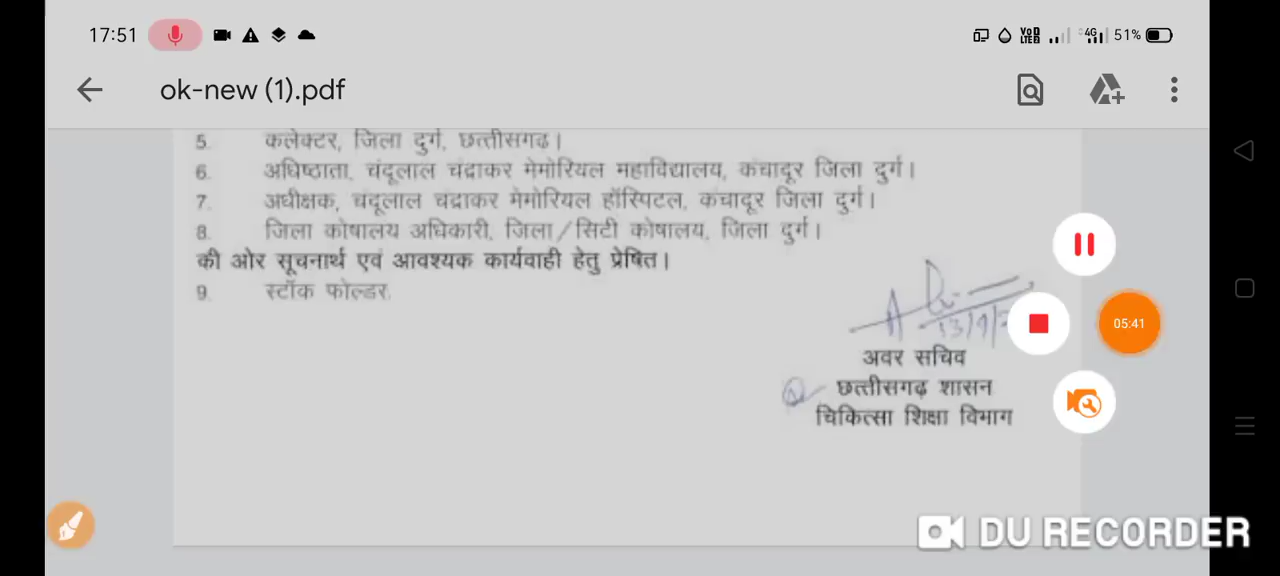 17:51
51%
ok-new (1).pdf
5. कलेक्टर, जिला दुर्ग, छत्तीसगढ।
6. अधिष्ठाता, चंदूलाल चंद्राकर मेमोरियल महाविद्यालय, कंचादूर जिला दुर्ग।
7. अधीक्षक, चंदूलाल चंद्राकर मेमोरियल हॉस्पिटल, कंचादूर जिला दुर्ग।
8. जिला कोषालय अधिकारी, जिला/सिटी कोषालय, जिला दुर्ग।
की ओर सूचनार्थ एवं आवश्यक कार्यवाही हेतु प्रेषित।
9. स्टॉक फोल्डर.
05:41
अवर सचिव
छत्तीसगढ़ शासन
चिकित्सा शिक्षा विभाग
DU RECORDER